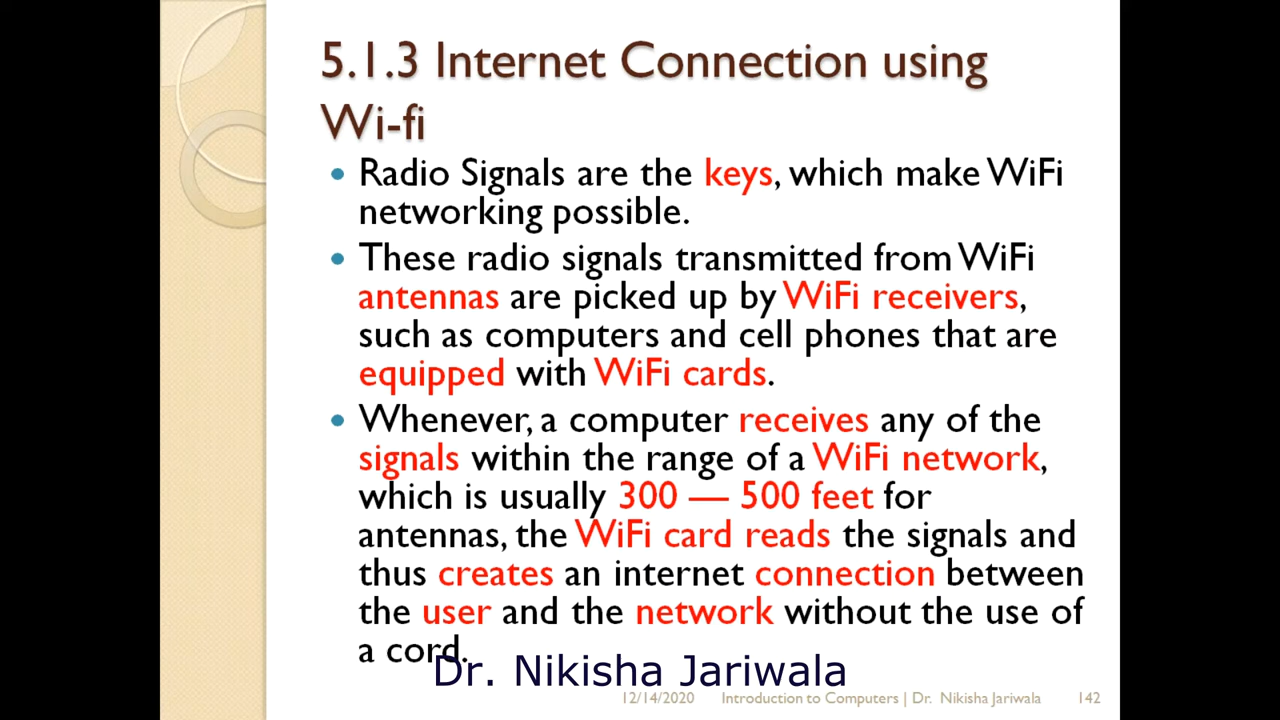 5.1.3 Internet Connection using
Wi-fi
• Radio Signals are the keys, which make WiFi
networking possible.
• These radio signals transmitted from WiFi
antennas are picked up by WiFi receivers,
such as computers and cell phones that are
equipped with WiFi cards.
• Whenever, a computer receives any of the
signals within the range of a WiFi network,
which is usually 300 — 500 feet for
antennas, the WiFi card reads the signals and
thus creates an internet connection between
the user and the network without the use of
a cord.
Dr. Nikisha Jariwala
12/14/2020 Introduction to Computers | Dr. Nikisha Jariwala 142